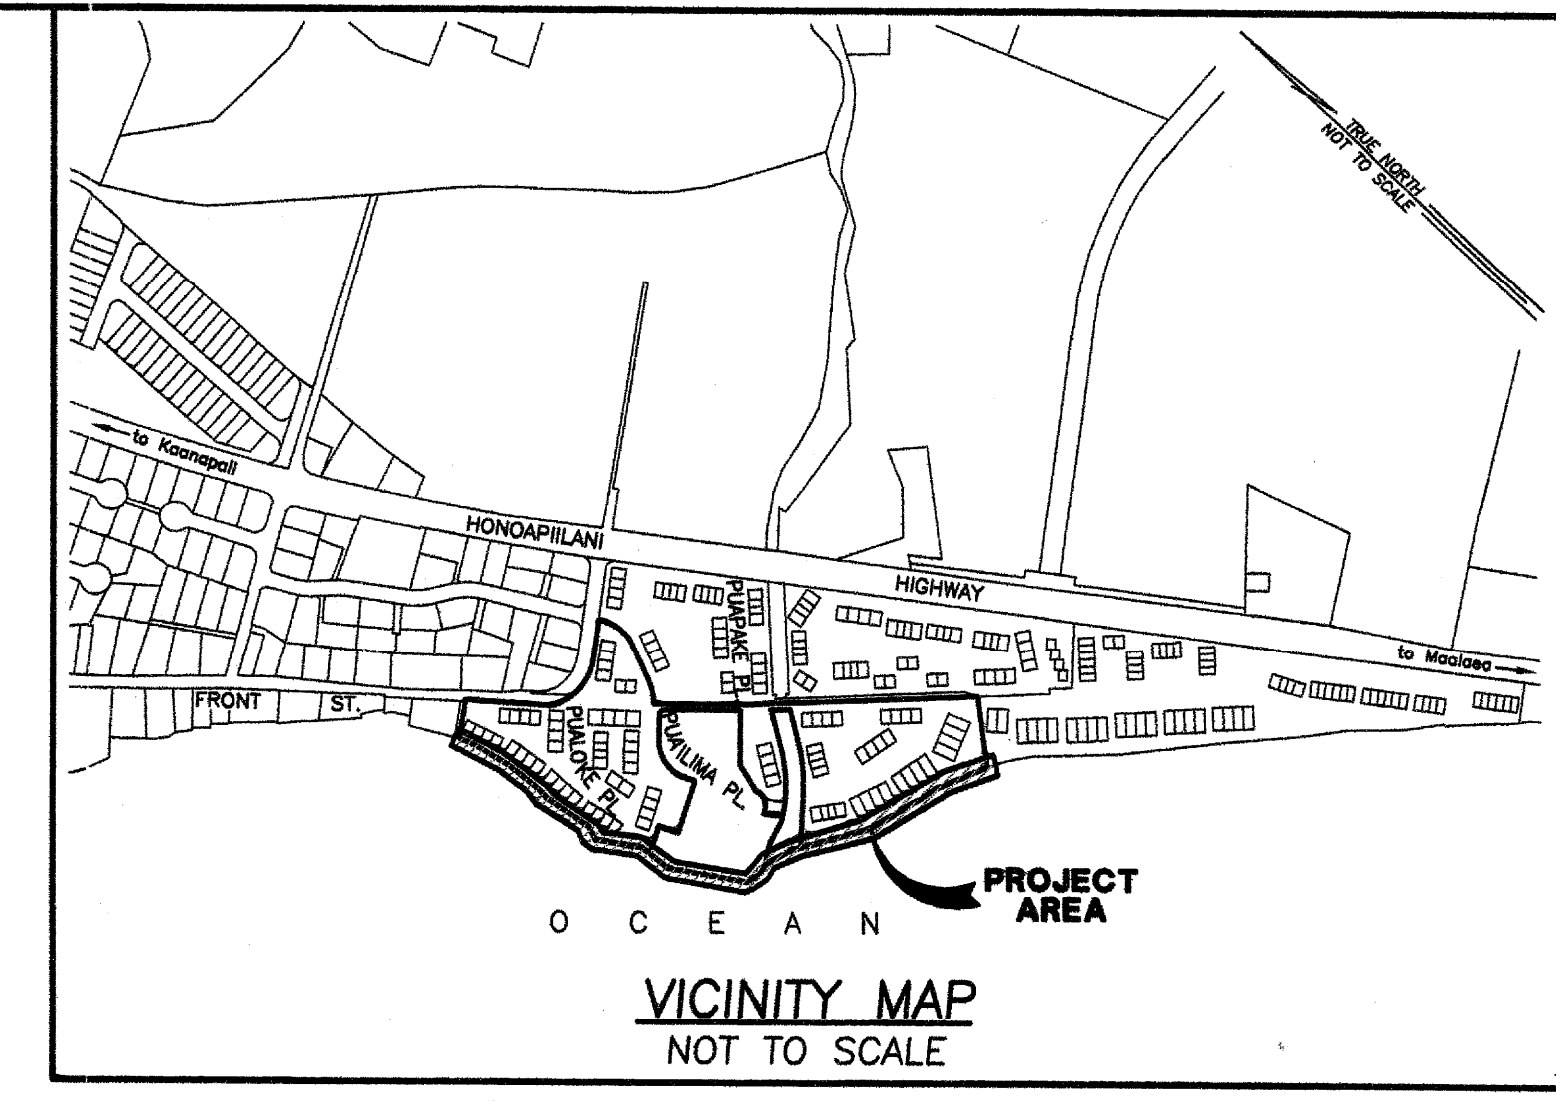 TRUE NORTH
NOT TO SCALE
to Kaanapali
HONOAPIILANI
HIGHWAY
to Maalaea
PUAPAKE PL
FRONT ST.
PUALOKE PL.
PUAILIMA PL.
PROJECT
AREA
OCEAN
VICINITY MAP
NOT TO SCALE